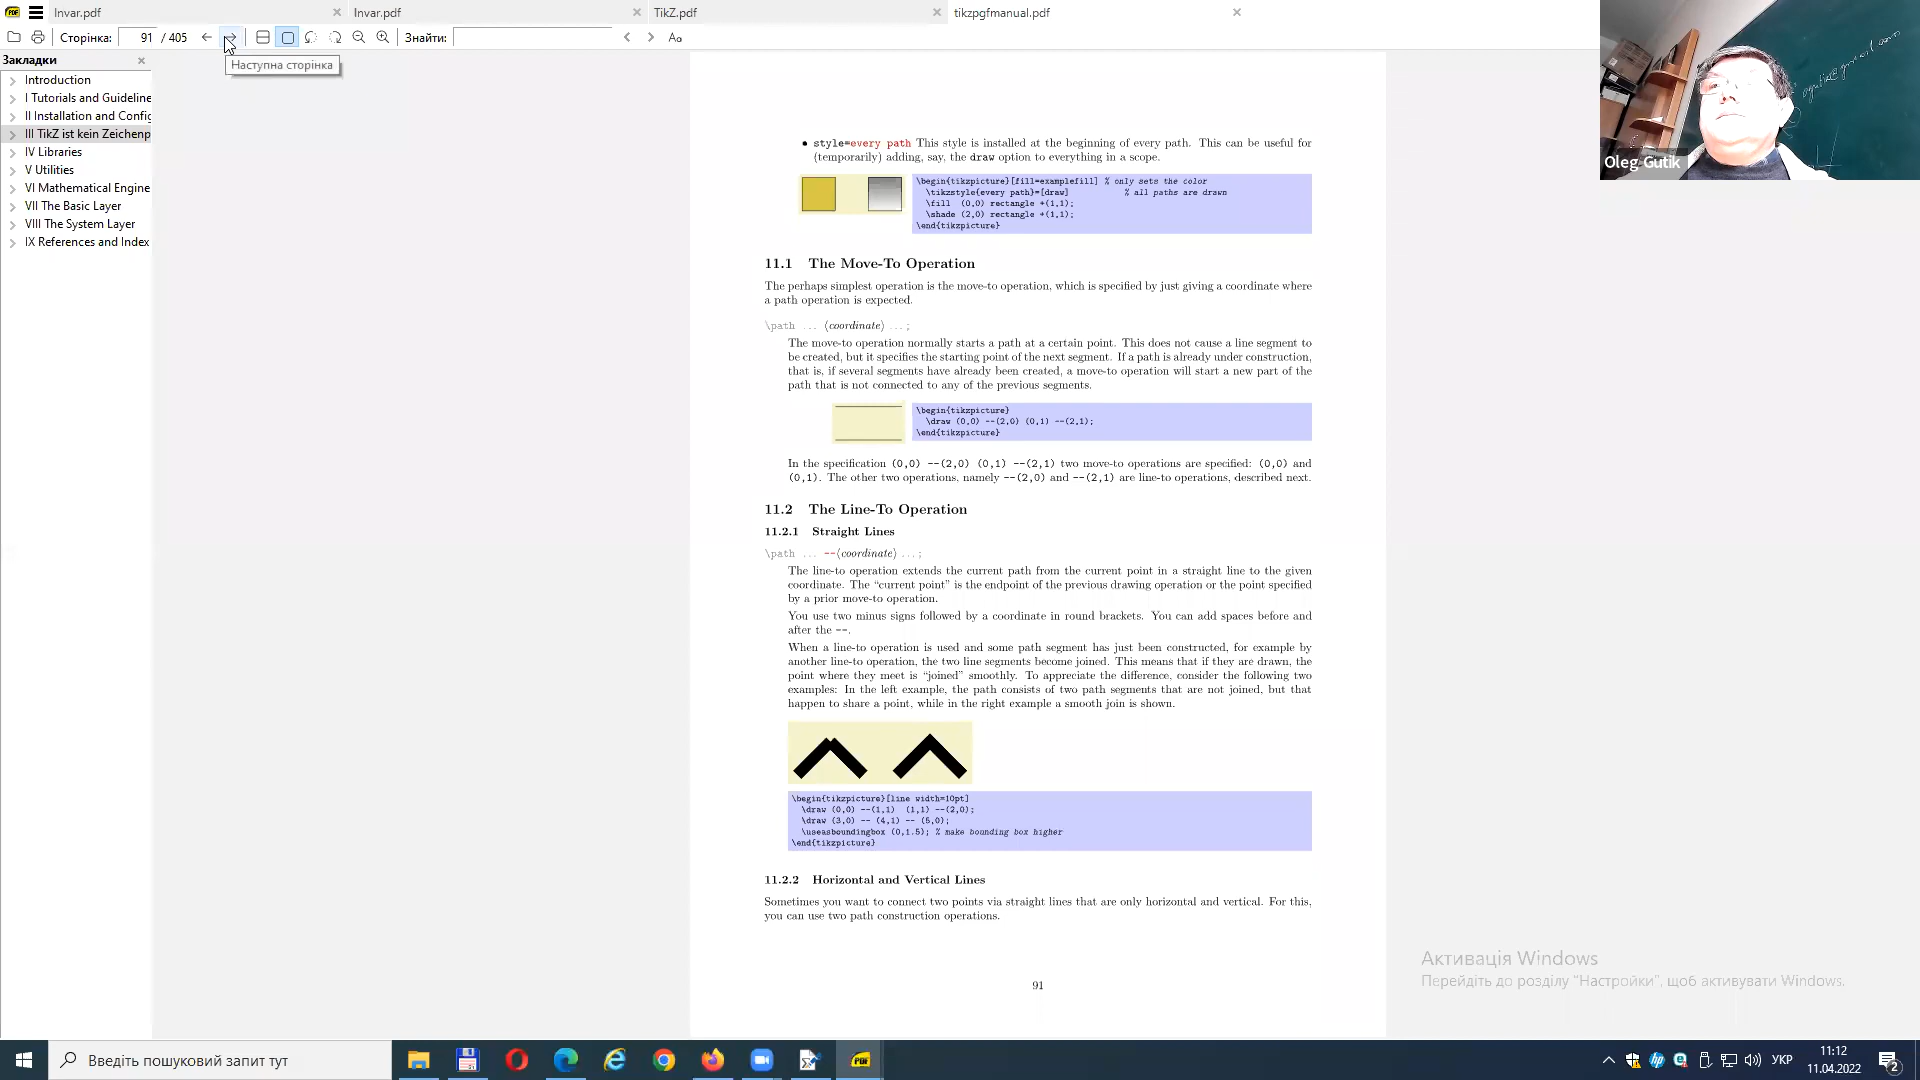 Invar.pdf
Invar.pdf
TikZ.pdf
tikzpgfmanual.pdf
Сторінка: 91 / 405
Знайти:
Наступна сторінка
Закладки
Introduction
I Tutorials and Guideline
II Installation and Config
III TikZ ist kein Zeichenp
IV Libraries
V Utilities
VI Mathematical Engine
VII The Basic Layer
VIII The System Layer
IX References and Index
• style=every path This style is installed at the beginning of every path. This can be useful for
(temporarily) adding, say, the draw option to everything in a scope.
\begin{tikzpicture}[fill=examplefill] % only sets the color
\tikzstyle{every path}=[draw] % all paths are drawn
\fill (0,0) rectangle +(1,1);
\shade (2,0) rectangle +(1,1);
\end{tikzpicture}
11.1 The Move-To Operation
The perhaps simplest operation is the move-to operation, which is specified by just giving a coordinate where
a path operation is expected.
\path ... ⟨coordinate⟩ ... ;
The move-to operation normally starts a path at a certain point. This does not cause a line segment to
be created, but it specifies the starting point of the next segment. If a path is already under construction,
that is, if several segments have already been created, a move-to operation will start a new part of the
path that is not connected to any of the previous segments.
\begin{tikzpicture}
\draw (0,0) --(2,0) (0,1) --(2,1);
\end{tikzpicture}
In the specification (0,0) --(2,0) (0,1) --(2,1) two move-to operations are specified: (0,0) and
(0,1). The other two operations, namely --(2,0) and --(2,1) are line-to operations, described next.
11.2 The Line-To Operation
11.2.1 Straight Lines
\path ... --⟨coordinate⟩ ... ;
The line-to operation extends the current path from the current point in a straight line to the given
coordinate. The “current point” is the endpoint of the previous drawing operation or the point specified
by a prior move-to operation.
You use two minus signs followed by a coordinate in round brackets. You can add spaces before and
after the --.
When a line-to operation is used and some path segment has just been constructed, for example by
another line-to operation, the two line segments become joined. This means that if they are drawn, the
point where they meet is “joined” smoothly. To appreciate the difference, consider the following two
examples: In the left example, the path consists of two path segments that are not joined, but that
happen to share a point, while in the right example a smooth join is shown.
\begin{tikzpicture}[line width=10pt]
\draw (0,0) --(1,1) (1,1) --(2,0);
\draw (3,0) -- (4,1) -- (5,0);
\useasboundingbox (0,1.5); % make bounding box higher
\end{tikzpicture}
11.2.2 Horizontal and Vertical Lines
Sometimes you want to connect two points via straight lines that are only horizontal and vertical. For this,
you can use two path construction operations.
91
Oleg Gutik
Активація Windows
Перейдіть до розділу "Настройки", щоб активувати Windows.
Введіть пошуковий запит тут
УКР
11:12
11.04.2022
2